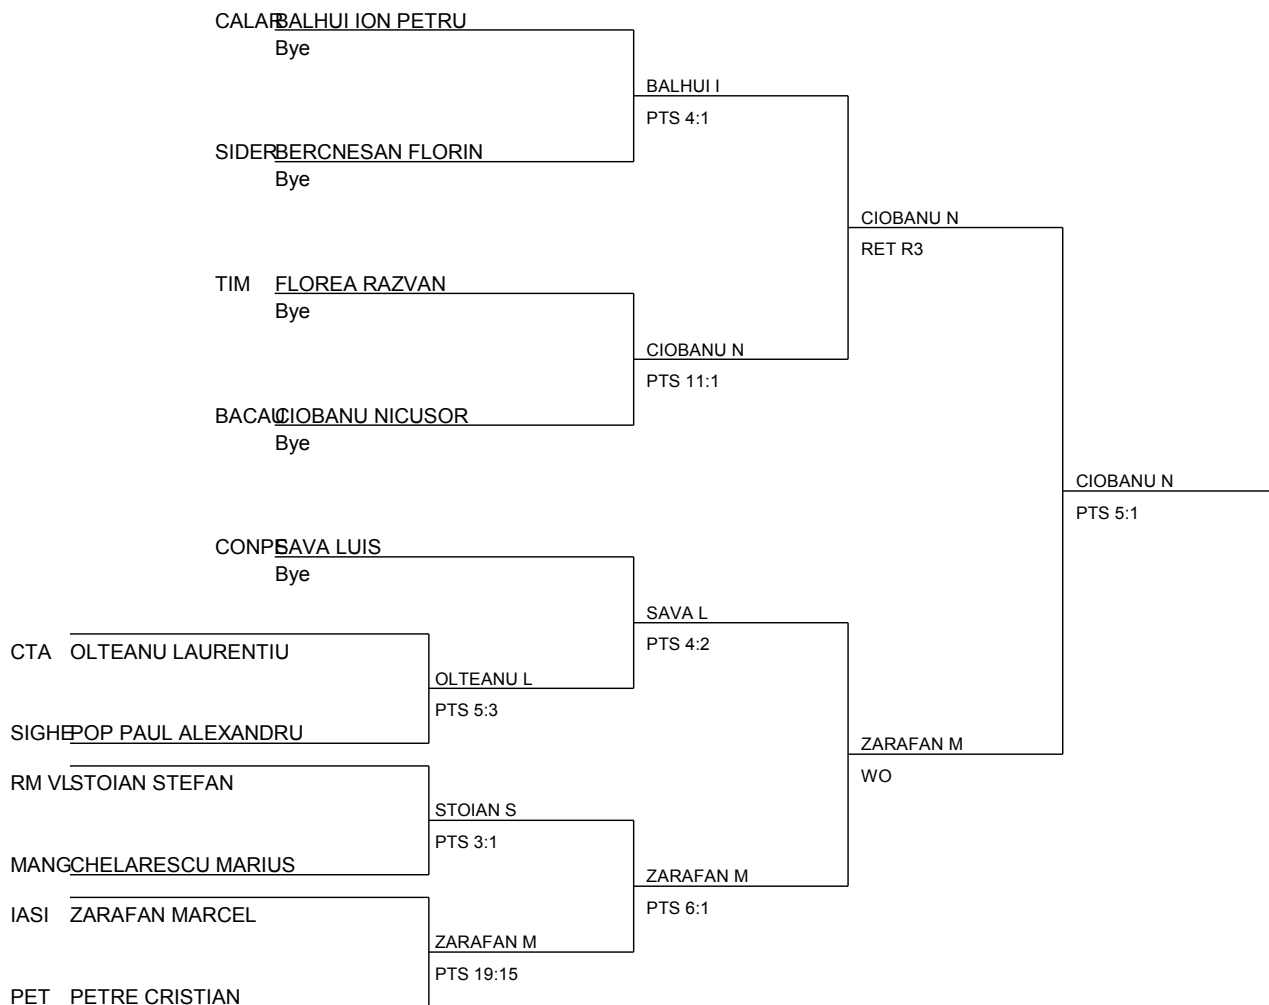 CALAR BALHUI ION PETRU
Bye
BALHUI I
PTS 4:1
SIDER BERCNESAN FLORIN
Bye
CIOBANU N
RET R3
TIM FLOREA RAZVAN
Bye
CIOBANU N
PTS 11:1
BACAU CIOBANU NICUSOR
Bye
CIOBANU N
PTS 5:1
CONPE SAVA LUIS
Bye
SAVA L
PTS 4:2
CTA OLTEANU LAURENTIU
OLTEANU L
PTS 5:3
SIGHE POP PAUL ALEXANDRU
ZARAFAN M
WO
RM VL STOIAN STEFAN
STOIAN S
PTS 3:1
MANG CHELARESCU MARIUS
ZARAFAN M
PTS 6:1
IASI ZARAFAN MARCEL
ZARAFAN M
PTS 19:15
PET PETRE CRISTIAN